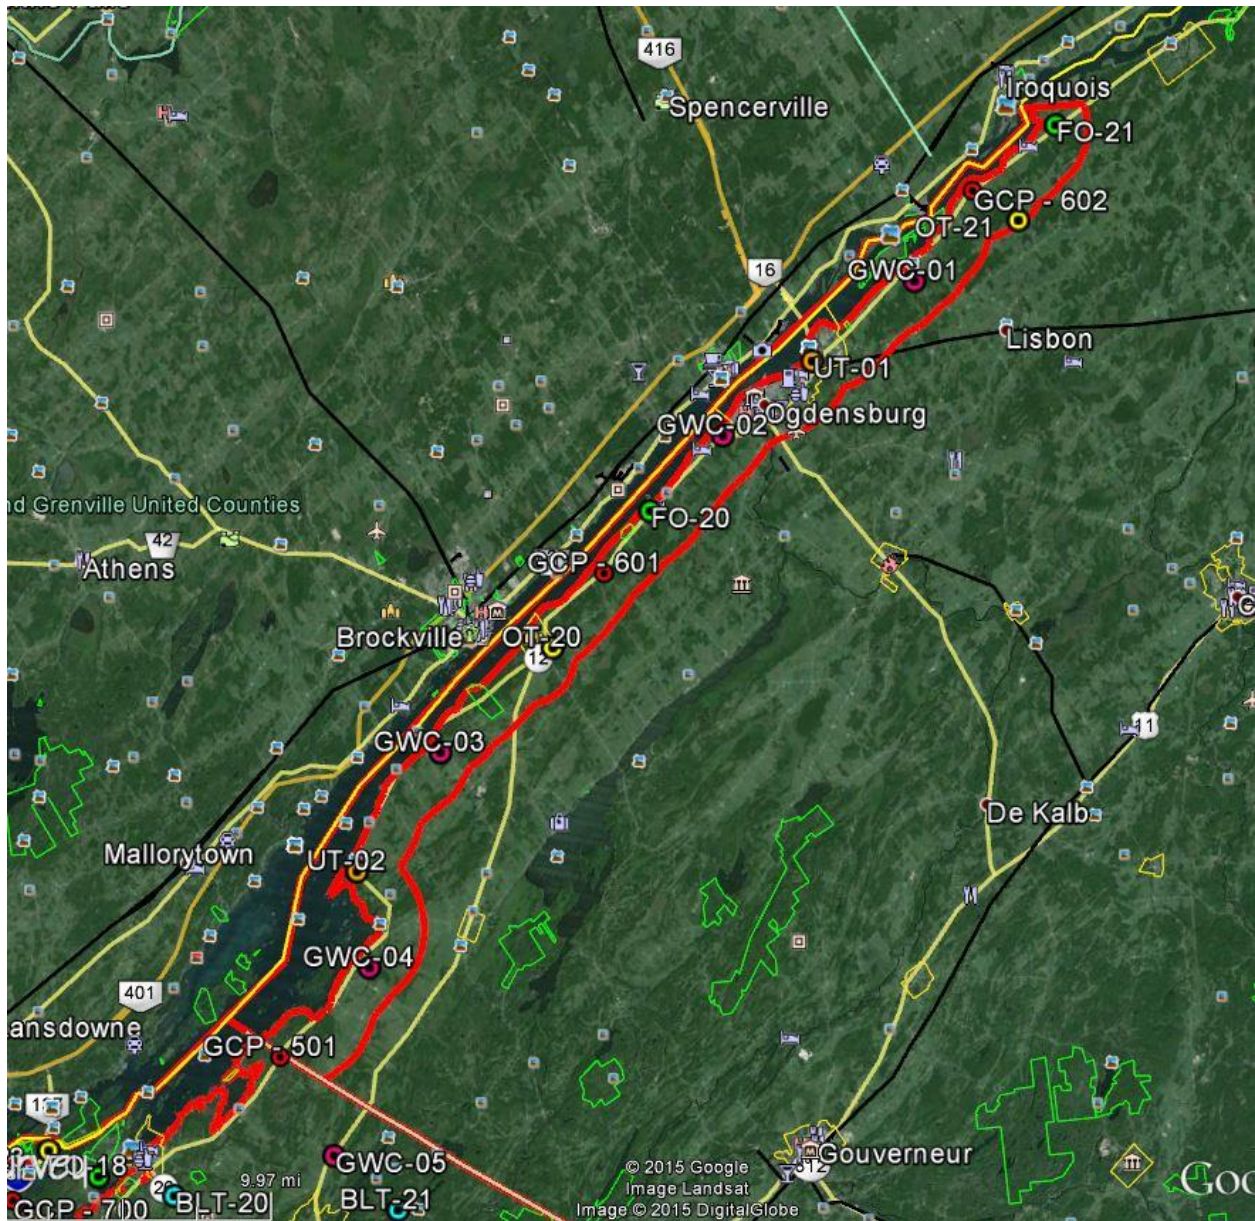 416
Spencerville
Iroquois
FO-21
GCP - 602
OT-21
16
GWC-01
Lisbon
UT-01
Ogdensburg
GWC-02
nd Grenville United Counties
FO-20
42
Athens
GCP - 601
Brockville
OT-20
12
GWC-03
11
De Kalb
Mallorytown
UT-02
GWC-04
401
ansdowne
GCP - 501
GWC-05
Gouverneur
© 2015 Google
Image Landsat
Image © 2015 DigitalGlobe
Goo
9.97 mi
BLT-20
BLT-21
GCP - 700